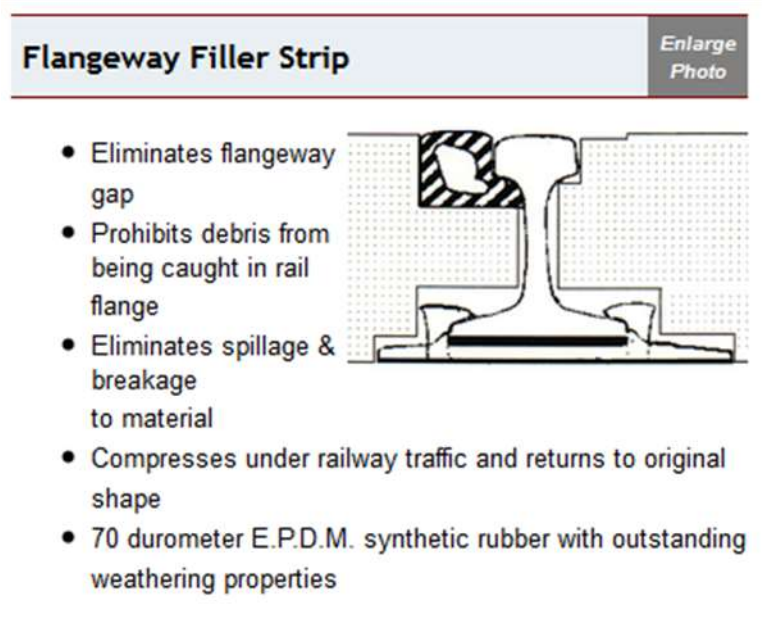 Flangeway Filler Strip
Enlarge
Photo
• Eliminates flangeway
gap
• Prohibits debris from
being caught in rail
flange
• Eliminates spillage &
breakage
to material
• Compresses under railway traffic and returns to original
shape
• 70 durometer E.P.D.M. synthetic rubber with outstanding
weathering properties